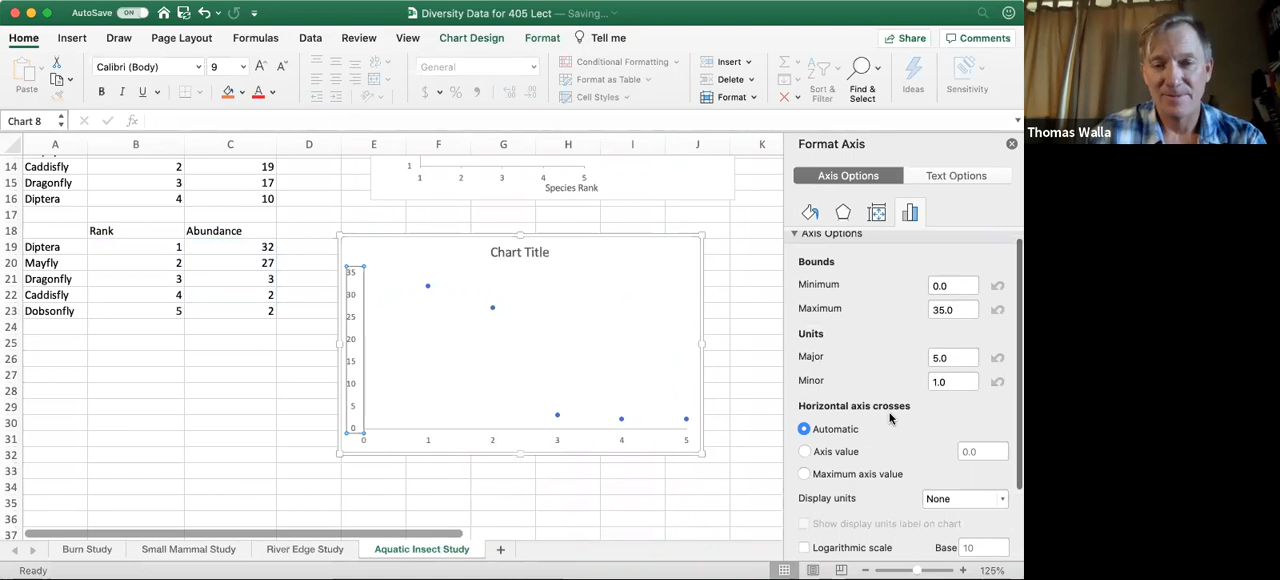 AutoSave ON Diversity Data for 405 Lect — Saving...
Home Insert Draw Page Layout Formulas Data Review View Chart Design Format Tell me Share Comments
Paste Calibri (Body) 9 A A General Conditional Formatting Insert Sort & Filter Find & Select Ideas Sensitivity
B I U A Format as Table Delete
$ % Cell Styles Format
Chart 8 fx
A B C D E F G H I J K
14 Caddisfly 2 19
15 Dragonfly 3 17
16 Diptera 4 10
17
18 Rank Abundance
19 Diptera 1 32
20 Mayfly 2 27
21 Dragonfly 3 3
22 Caddisfly 4 2
23 Dobsonfly 5 2
24
25
26
27
28
29
30
31
32
33
34
35
36
37
1
1 2 3 4 5
Species Rank
Chart Title
35
30
25
20
15
10
5
0
0 1 2 3 4 5
Format Axis
Axis Options Text Options
Axis Options
Bounds
Minimum 0.0
Maximum 35.0
Units
Major 5.0
Minor 1.0
Horizontal axis crosses
Automatic
Axis value 0.0
Maximum axis value
Display units None
Show display units label on chart
Logarithmic scale Base 10
Burn Study Small Mammal Study River Edge Study Aquatic Insect Study +
Ready 125%
Thomas Walla